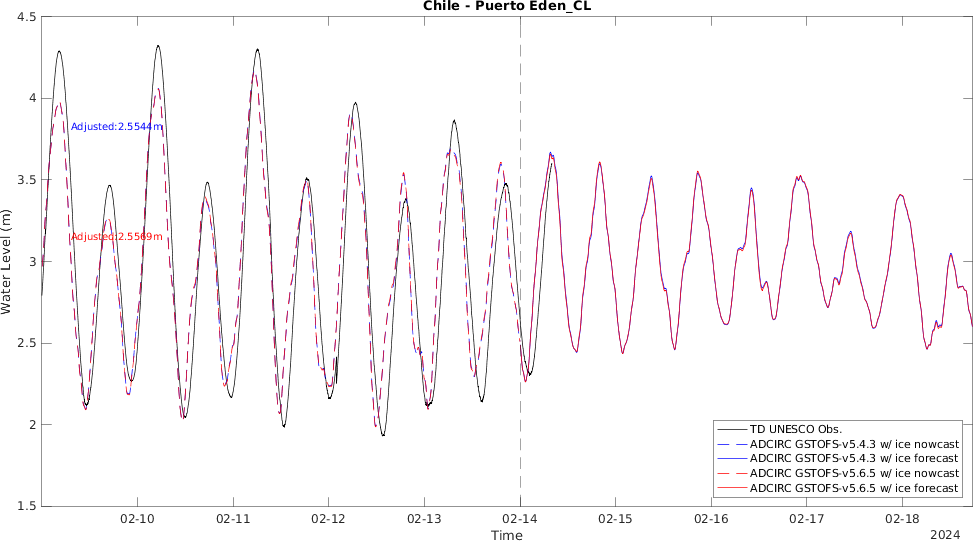 Chile - Puerto Eden_CL
4.5
4
3.5
3
2.5
2
1.5
Water Level (m)
Adjusted:2.5544m
Adjusted:2.5569m
TD UNESCO Obs.
ADCIRC GSTOFS-v5.4.3 w/ ice nowcast
ADCIRC GSTOFS-v5.4.3 w/ ice forecast
ADCIRC GSTOFS-v5.6.5 w/ ice nowcast
ADCIRC GSTOFS-v5.6.5 w/ ice forecast
02-10 02-11 02-12 02-13 02-14 02-15 02-16 02-17 02-18
Time
2024